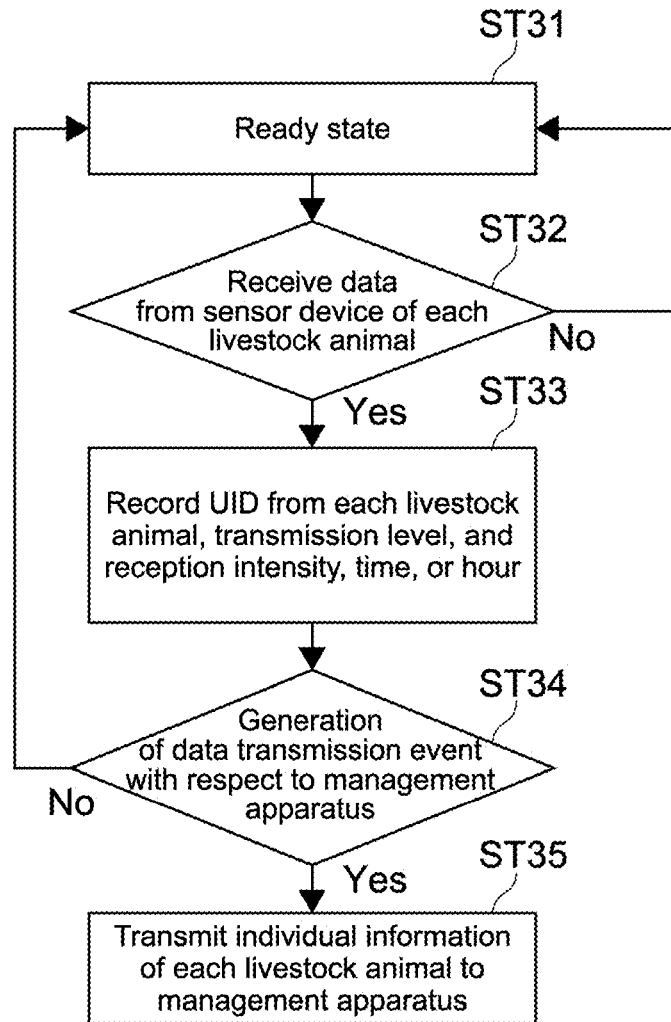 ST31
Ready state
ST32
Receive data
from sensor device of each
livestock animal
No
Yes
ST33
Record UID from each livestock
animal, transmission level, and
reception intensity, time, or hour
ST34
Generation
of data transmission event
with respect to management
apparatus
No
Yes
ST35
Transmit individual information
of each livestock animal to
management apparatus